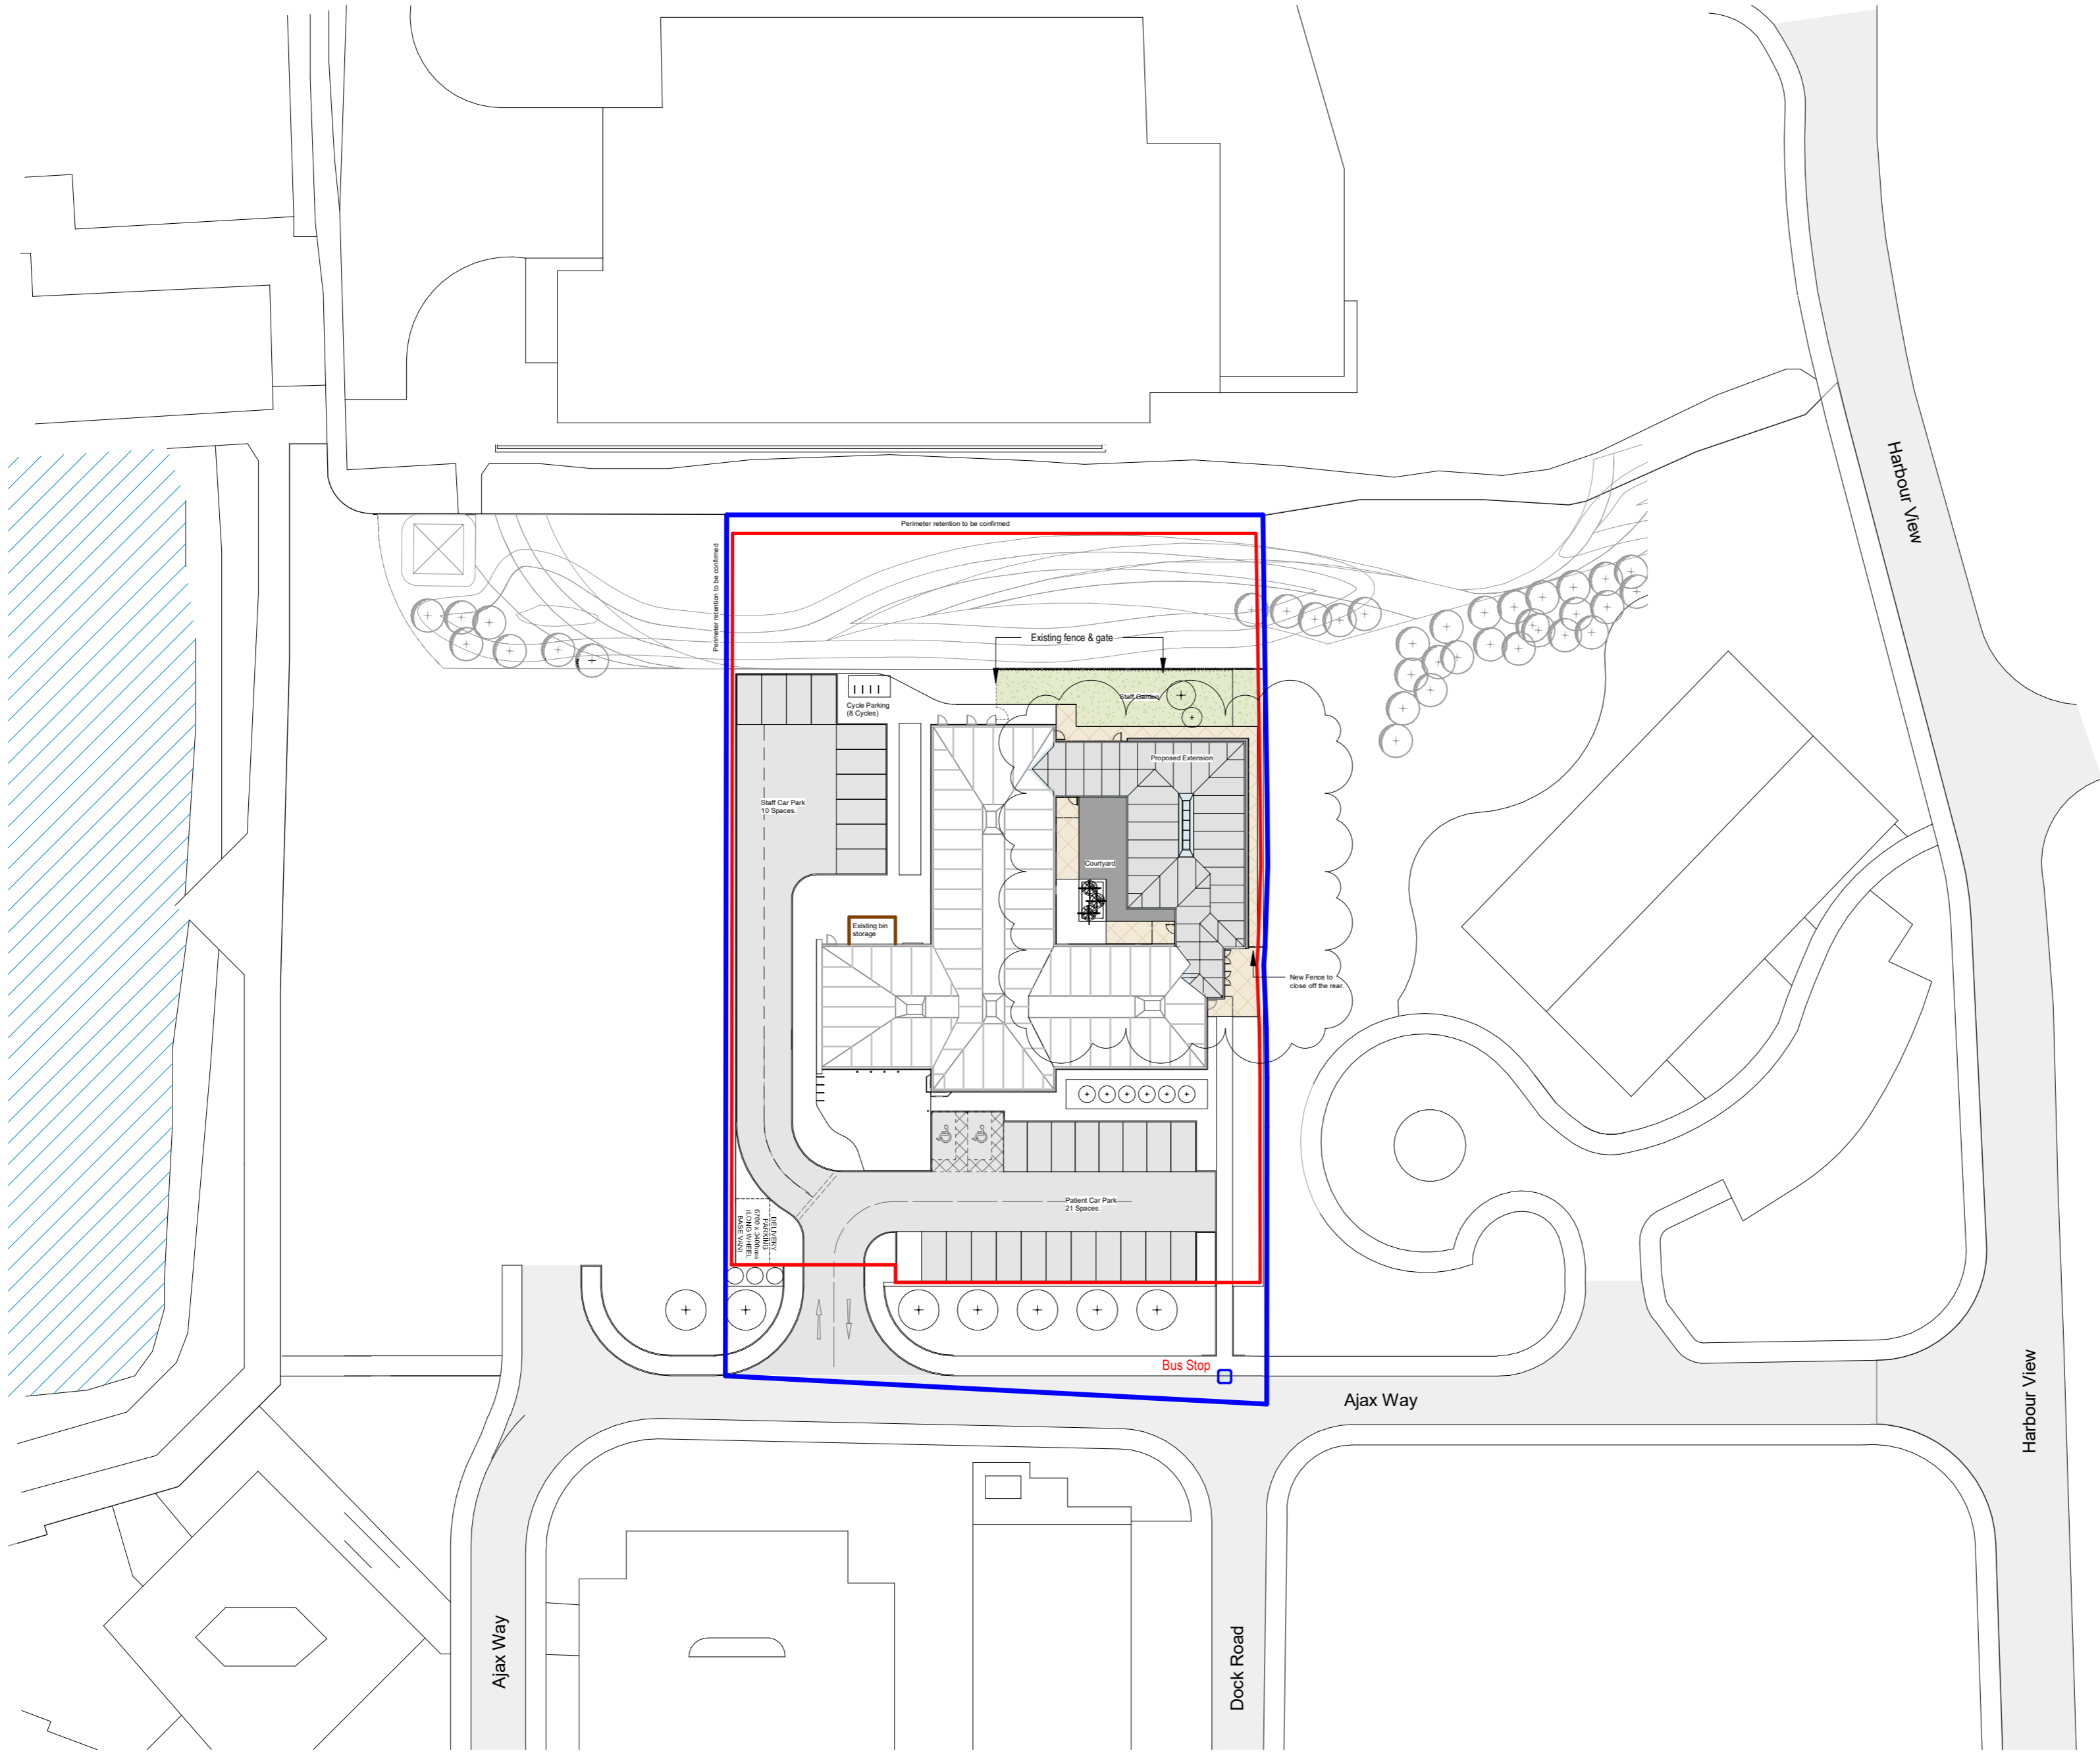 Harbour View
Perimeter retention to be confirmed
Perimeter retention to be confirmed
Existing fence & gate
Staff Garden
Cycle Parking
(8 Cycles)
Proposed Extension
Staff Car Park
10 Spaces.
Courtyard
Existing bin
storage
New Fence to
close off the rear.
Patient Car Park
21 Spaces.
DELIVERY
PARKING
6700 x 3400mm
(LONG WHEEL
BASE VAN)
Bus Stop
Ajax Way
Harbour View
Ajax Way
Dock Road